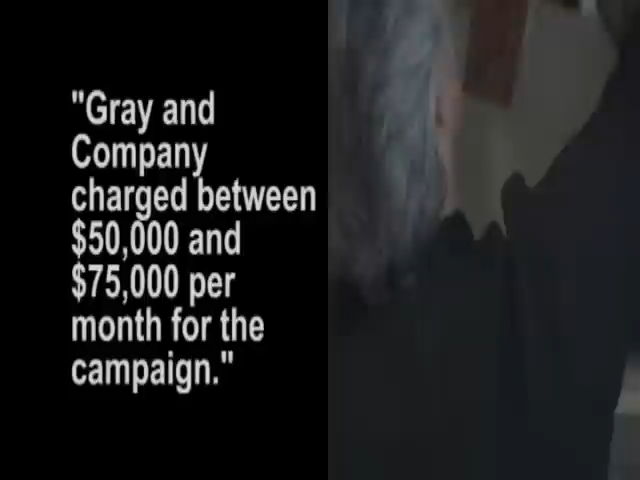 "Gray and
Company
charged between
$50,000 and
$75,000 per
month for the
campaign."